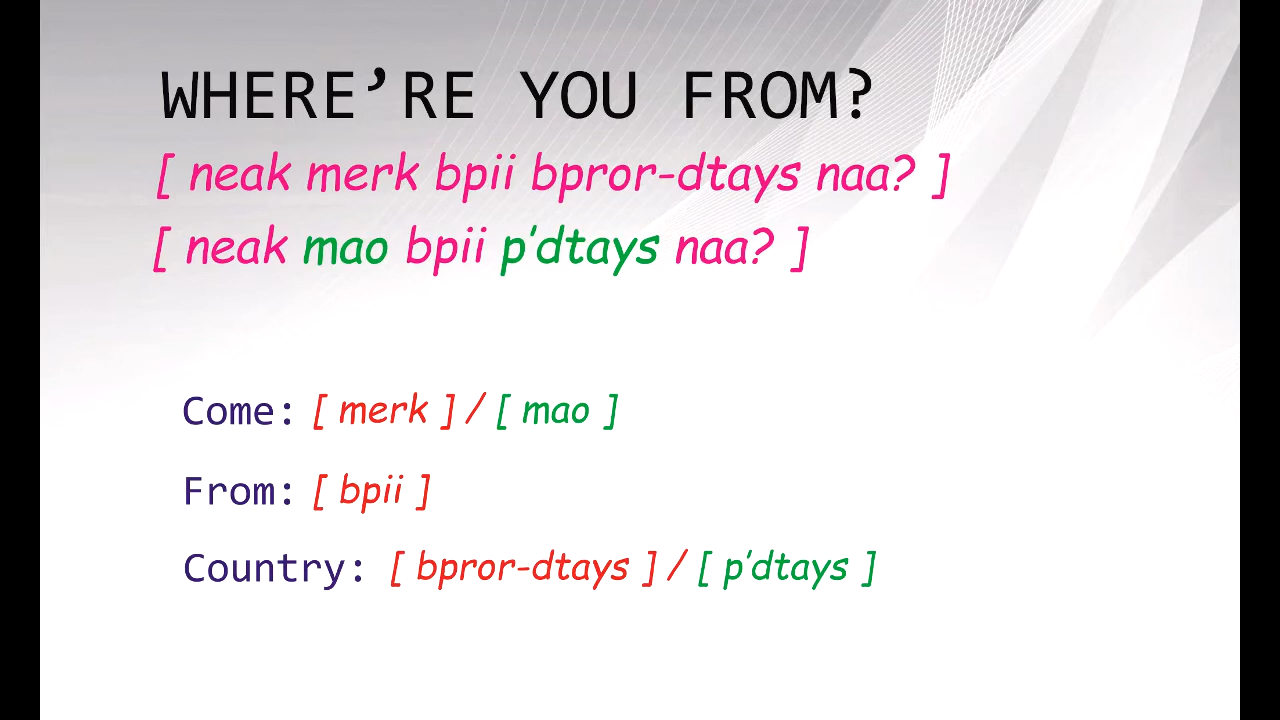 WHERE’RE YOU FROM?
[ neak merk bpii bpror-dtays naa? ]
[ neak mao bpii p'dtays naa? ]
Come: [ merk ] / [ mao ]
From: [ bpii ]
Country: [ bpror-dtays ] / [ p'dtays ]